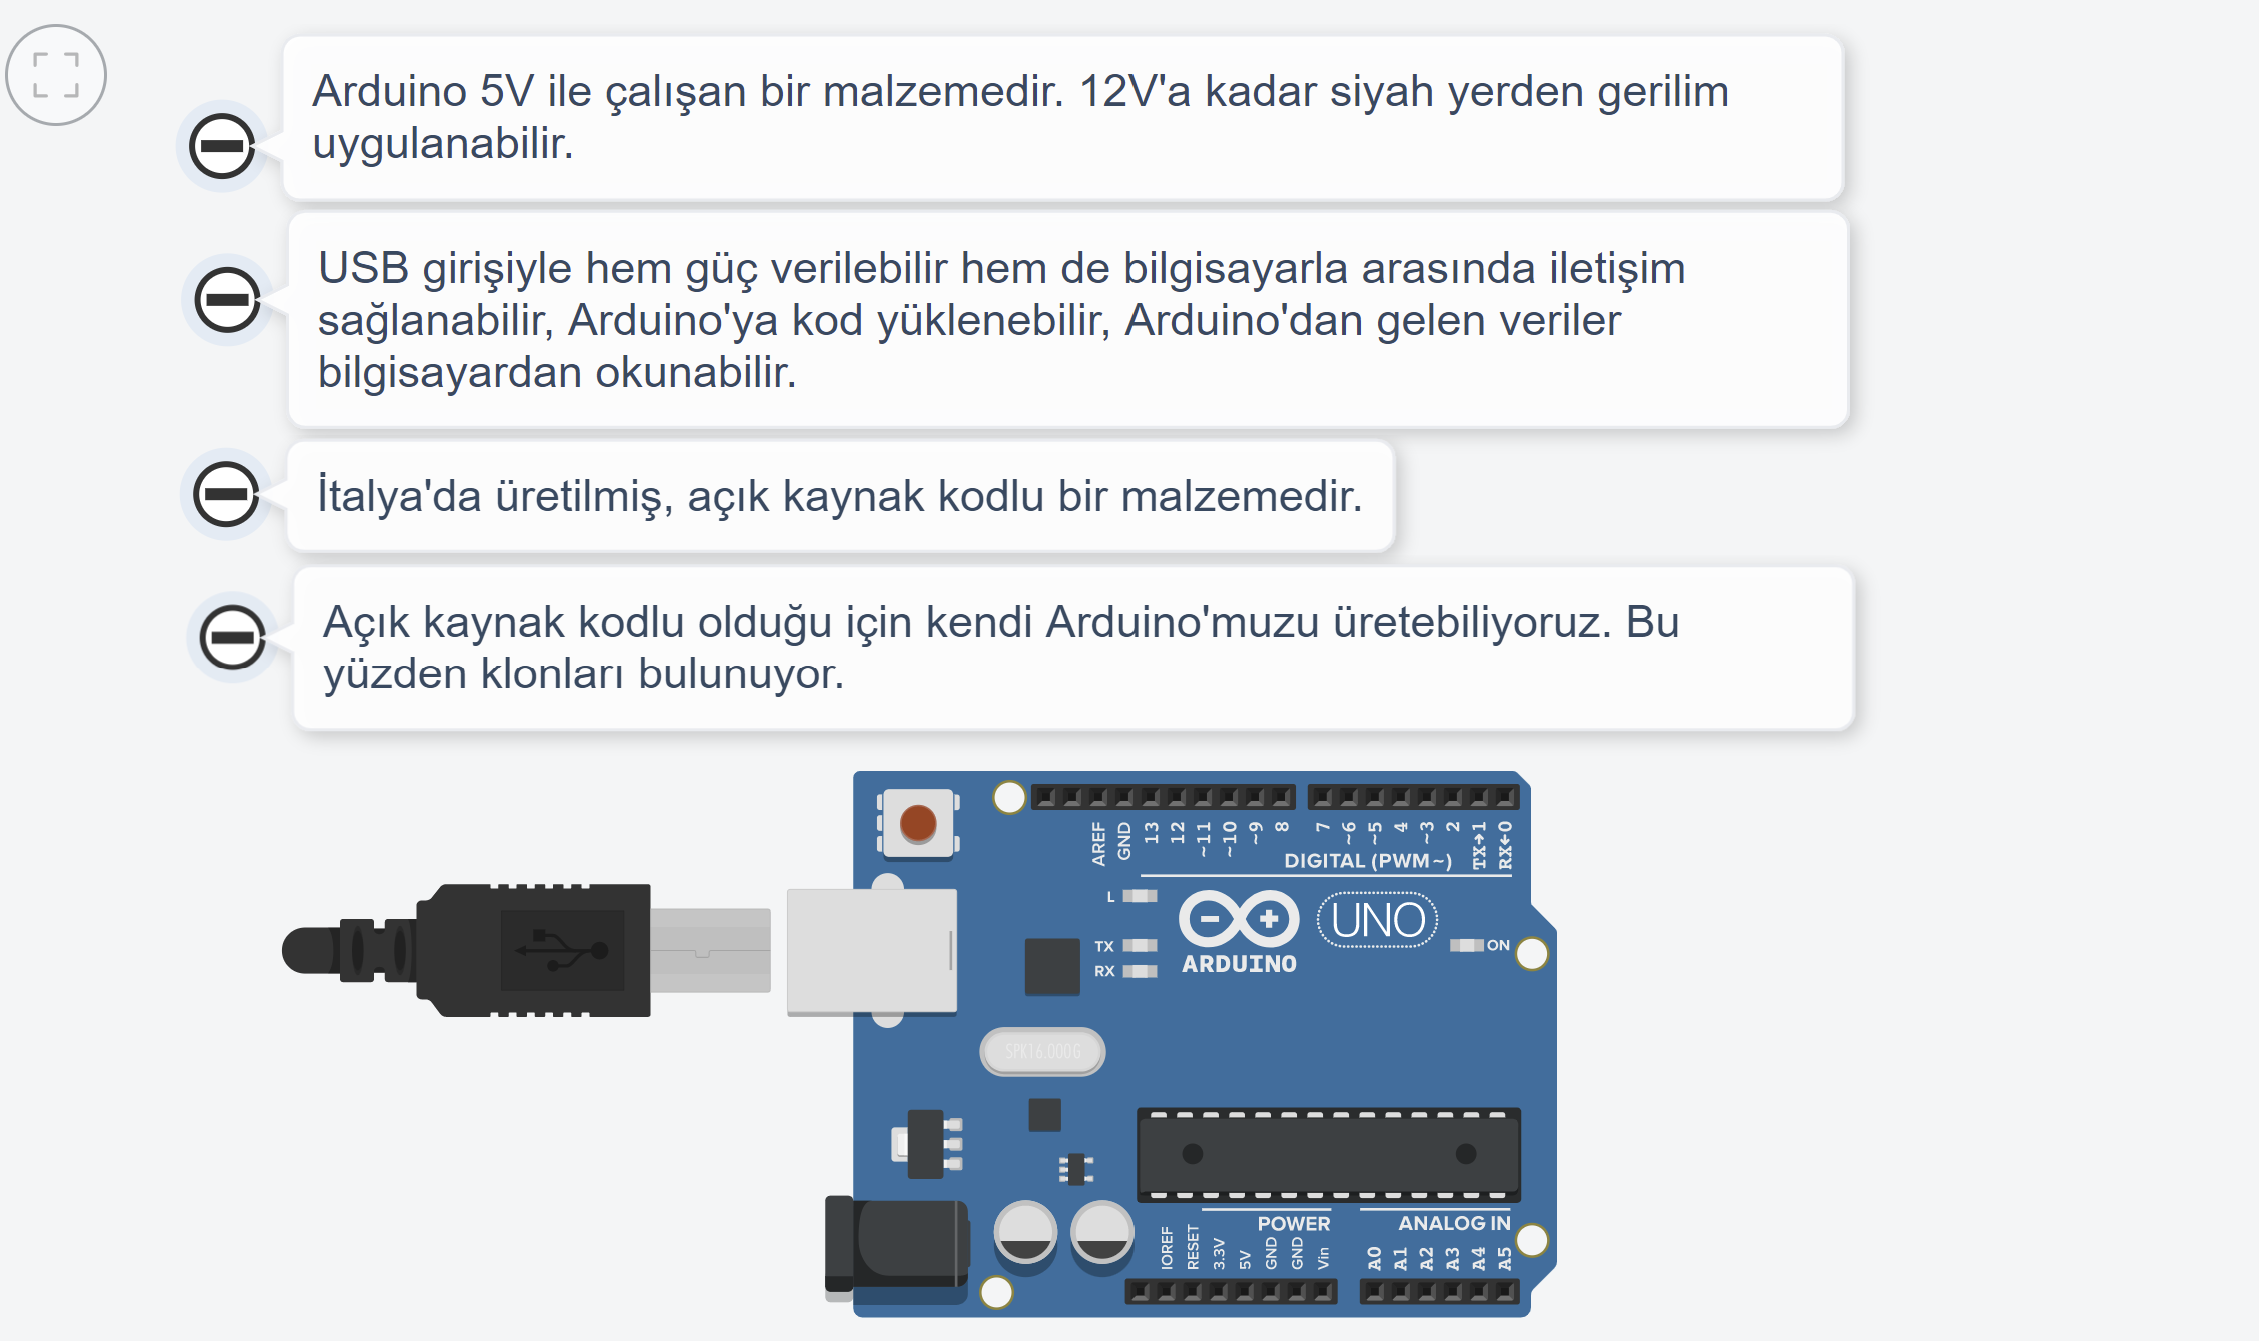 Arduino 5V ile çalışan bir malzemedir. 12V'a kadar siyah yerden gerilim
uygulanabilir.
USB girişiyle hem güç verilebilir hem de bilgisayarla arasında iletişim
sağlanabilir, Arduino'ya kod yüklenebilir, Arduino'dan gelen veriler
bilgisayardan okunabilir.
İtalya'da üretilmiş, açık kaynak kodlu bir malzemedir.
Açık kaynak kodlu olduğu için kendi Arduino'muzu üretebiliyoruz. Bu
yüzden klonları bulunuyor.
AREF GND 13 12 ~11 ~10 ~9 8 7 ~6 ~5 4 ~3 2 TX→1 RX←0
DIGITAL (PWM~)
L
UNO
TX
ON
RX
ARDUINO
SPK16.000G
POWER
ANALOG IN
IOREF RESET 3.3V 5V GND GND Vin A0 A1 A2 A3 A4 A5